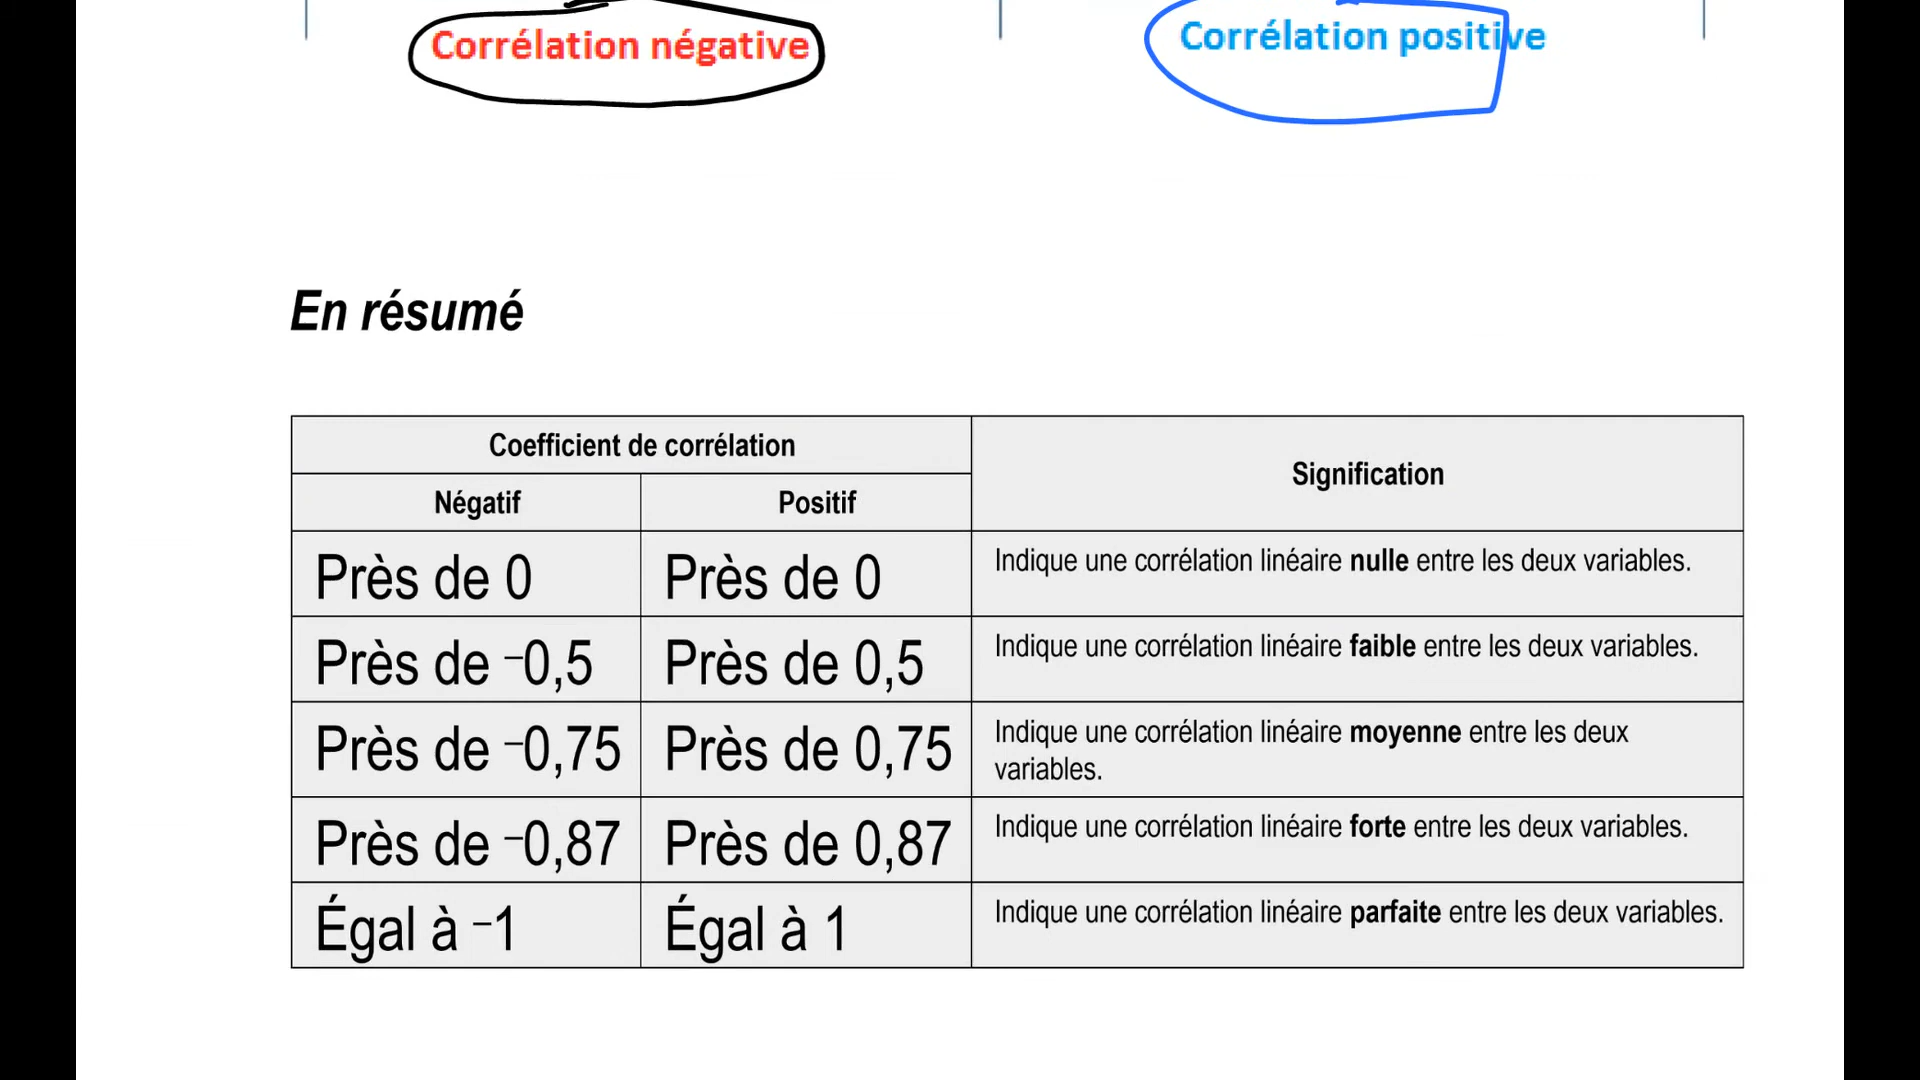 Corrélation négative
Corrélation positive
En résumé
Coefficient de corrélation
Signification
Négatif
Positif
Près de 0
Près de 0
Indique une corrélation linéaire nulle entre les deux variables.
Près de ⁻0,5
Près de 0,5
Indique une corrélation linéaire faible entre les deux variables.
Près de ⁻0,75
Près de 0,75
Indique une corrélation linéaire moyenne entre les deux
variables.
Près de ⁻0,87
Près de 0,87
Indique une corrélation linéaire forte entre les deux variables.
Égal à ⁻1
Égal à 1
Indique une corrélation linéaire parfaite entre les deux variables.